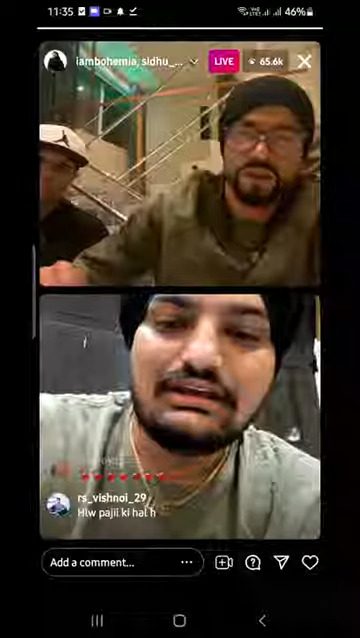 11:35
46%
iambohemia, sidhu_...
LIVE
65.6k
rs_vishnoi_29
Hlw pajii ki hal h
Add a comment...